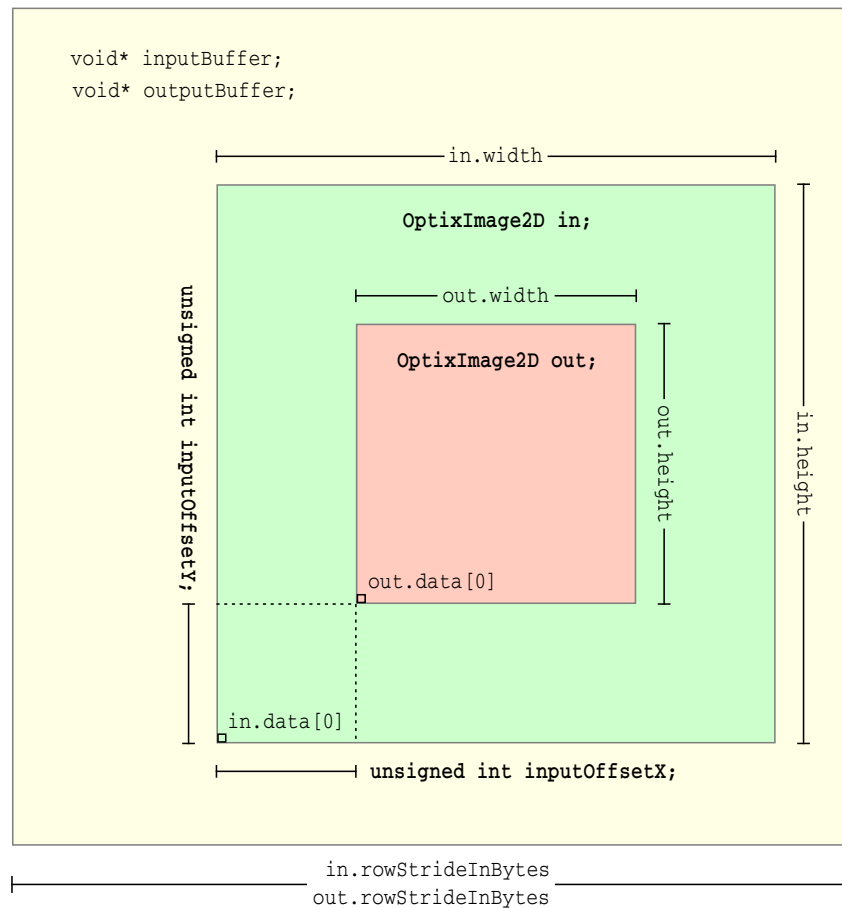 void* inputBuffer;
void* outputBuffer;
in.width
OptixImage2D in;
out.width
OptixImage2D out;
unsigned int inputOffsetY;
out.height
in.height
out.data[0]
in.data[0]
unsigned int inputOffsetX;
in.rowStrideInBytes
out.rowStrideInBytes